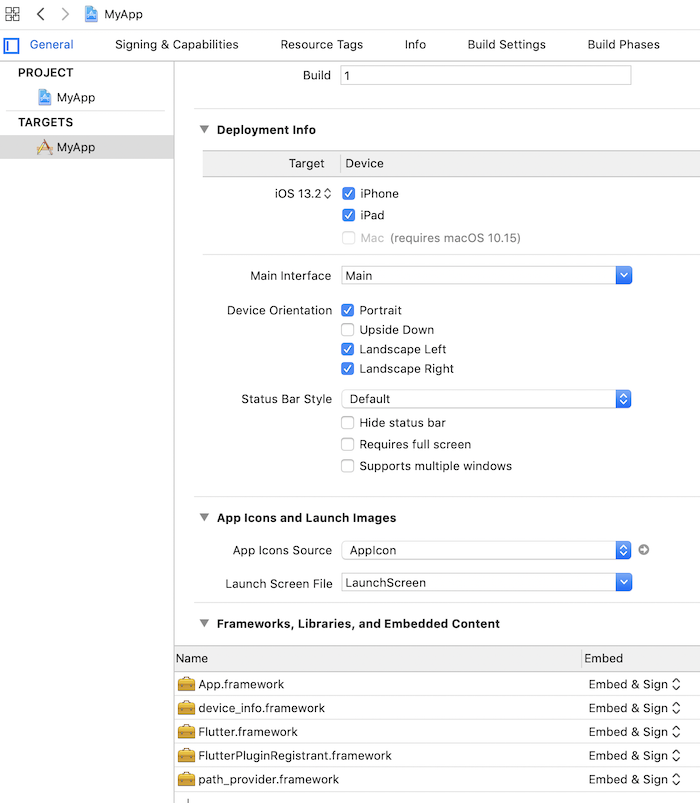 MyApp
General Signing & Capabilities Resource Tags Info Build Settings Build Phases
PROJECT
MyApp
TARGETS
MyApp
Build 1
Deployment Info
Target Device
iOS 13.2 iPhone
iPad
Mac (requires macOS 10.15)
Main Interface Main
Device Orientation Portrait
Upside Down
Landscape Left
Landscape Right
Status Bar Style Default
Hide status bar
Requires full screen
Supports multiple windows
App Icons and Launch Images
App Icons Source AppIcon
Launch Screen File LaunchScreen
Frameworks, Libraries, and Embedded Content
Name Embed
App.framework Embed & Sign
device_info.framework Embed & Sign
Flutter.framework Embed & Sign
FlutterPluginRegistrant.framework Embed & Sign
path_provider.framework Embed & Sign